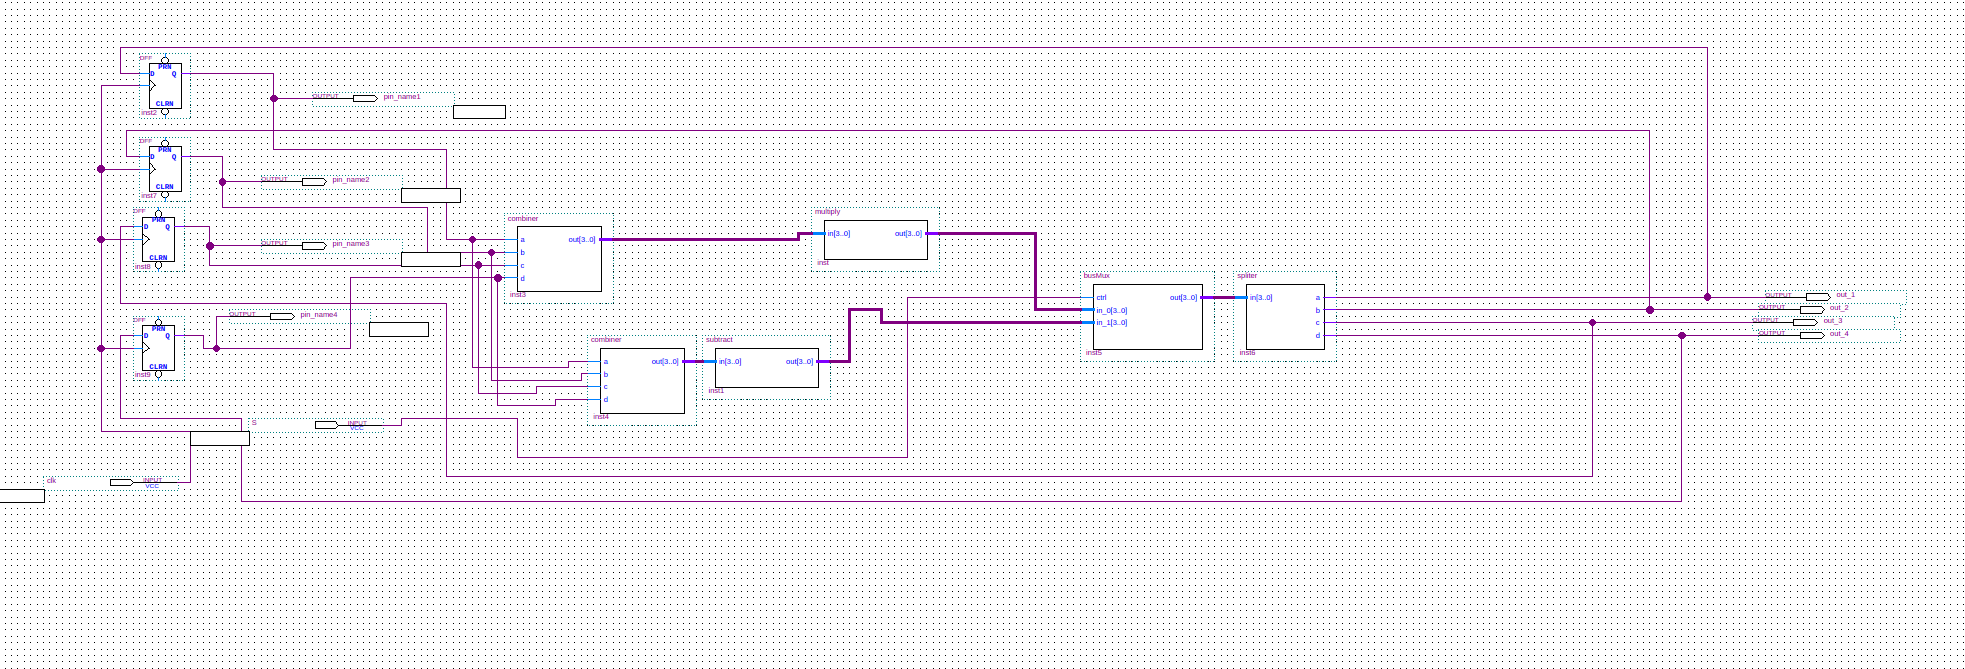 DFF
PRN
D Q
CLRN
inst2
OUTPUT pin_name1
DFF
PRN
D Q
CLRN
inst7
OUTPUT pin_name2
DFF
PRN
D Q
CLRN
inst8
OUTPUT pin_name3
DFF
PRN
D Q
CLRN
inst9
OUTPUT pin_name4
combiner
a out[3..0]
b
c
d
inst3
multiply
in[3..0] out[3..0]
inst
combiner
a out[3..0]
b
c
d
inst4
subtract
in[3..0] out[3..0]
inst1
busMux
ctrl out[3..0]
in_0[3..0]
in_1[3..0]
inst5
spliter
in[3..0] a
b
c
d
inst6
OUTPUT out_1
OUTPUT out_2
OUTPUT out_3
OUTPUT out_4
S INPUT
VCC
clk INPUT
VCC